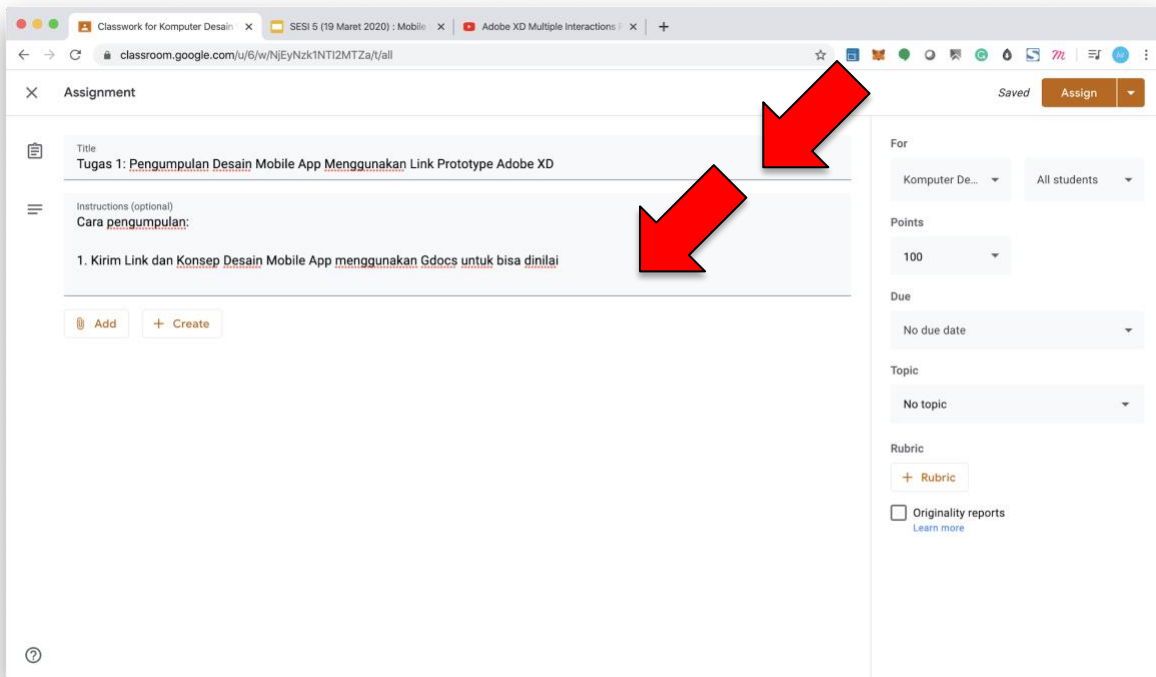 Classwork for Komputer Desain
SESI 5 (19 Maret 2020) : Mobile
Adobe XD Multiple Interactions
classroom.google.com/u/6/w/NjEyNzk1NTI2MTZa/t/all
Assignment
Saved
Assign
Title
Tugas 1: Pengumpulan Desain Mobile App Menggunakan Link Prototype Adobe XD
Instructions (optional)
Cara pengumpulan:
1. Kirim Link dan Konsep Desain Mobile App menggunakan Gdocs untuk bisa dinilai
Add
+ Create
For
Komputer De...
All students
Points
100
Due
No due date
Topic
No topic
Rubric
+ Rubric
Originality reports
Learn more